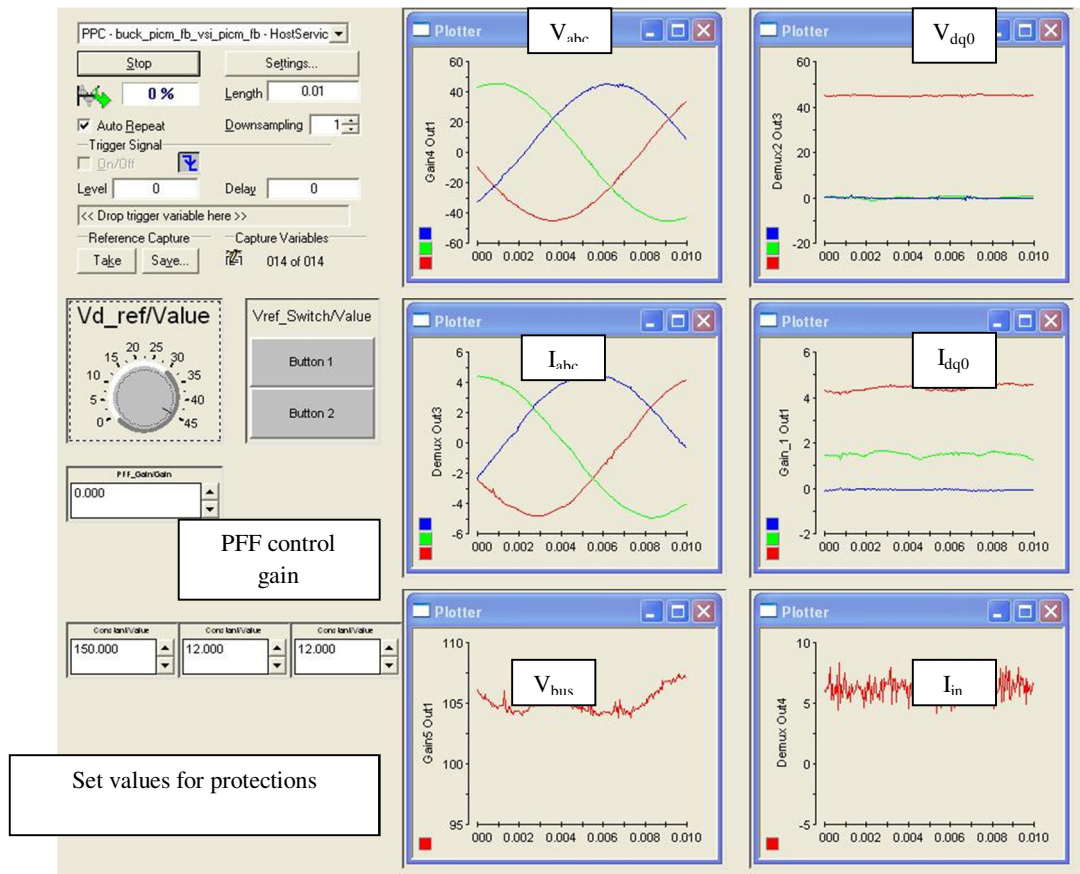 PPC - buck_picm_fb_vsi_picm_fb - HostServic
Stop
Settings...
0 %
Length
0.01
Auto Repeat
Downsampling
1
Trigger Signal
On/Off
Level
0
Delay
0
<< Drop trigger variable here >>
Reference Capture
Capture Variables
Take
Save...
014 of 014
Vd_ref/Value
0
5
10
15
20
25
30
35
40
45
Vref_Switch/Value
Button 1
Button 2
PFF_Gain/Gain
0.000
PFF control
gain
Constant/Value
150.000
Constant/Value
12.000
Constant/Value
12.000
Set values for protections
Plotter
Vabc
Gain4 Out1
60
40
20
0
-20
-40
-60
000 0.002 0.004 0.006 0.008 0.010
Plotter
Vdq0
Demux2 Out3
60
40
20
0
-20
000 0.002 0.004 0.006 0.008 0.010
Plotter
Iabc
Demux Out3
6
4
2
0
-2
-4
-6
000 0.002 0.004 0.006 0.008 0.010
Plotter
Idq0
Gain_1 Out1
6
4
2
0
-2
000 0.002 0.004 0.006 0.008 0.010
Plotter
Vbus
Gain5 Out1
110
105
100
95
000 0.002 0.004 0.006 0.008 0.010
Plotter
Iin
Demux Out4
10
5
0
-5
000 0.002 0.004 0.006 0.008 0.010